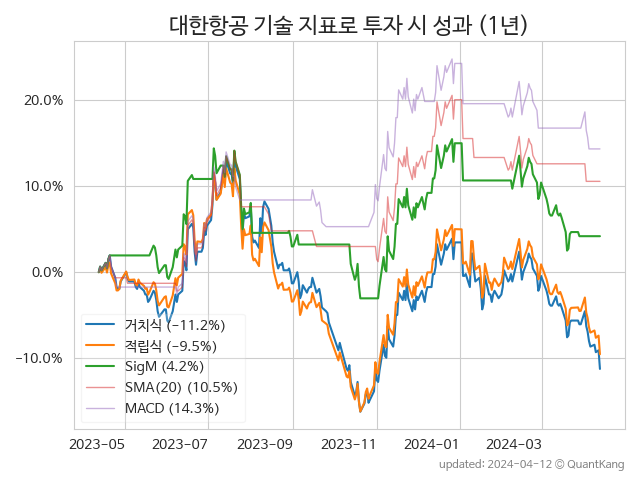 대한항공 기술 지표로 투자 시 성과 (1년)
20.0%
10.0%
0.0%
−10.0%
거치식 (−11.2%)
적립식 (−9.5%)
SigM (4.2%)
SMA(20) (10.5%)
MACD (14.3%)
2023-05 2023-07 2023-09 2023-11 2024-01 2024-03
updated: 2024-04-12 © QuantKang